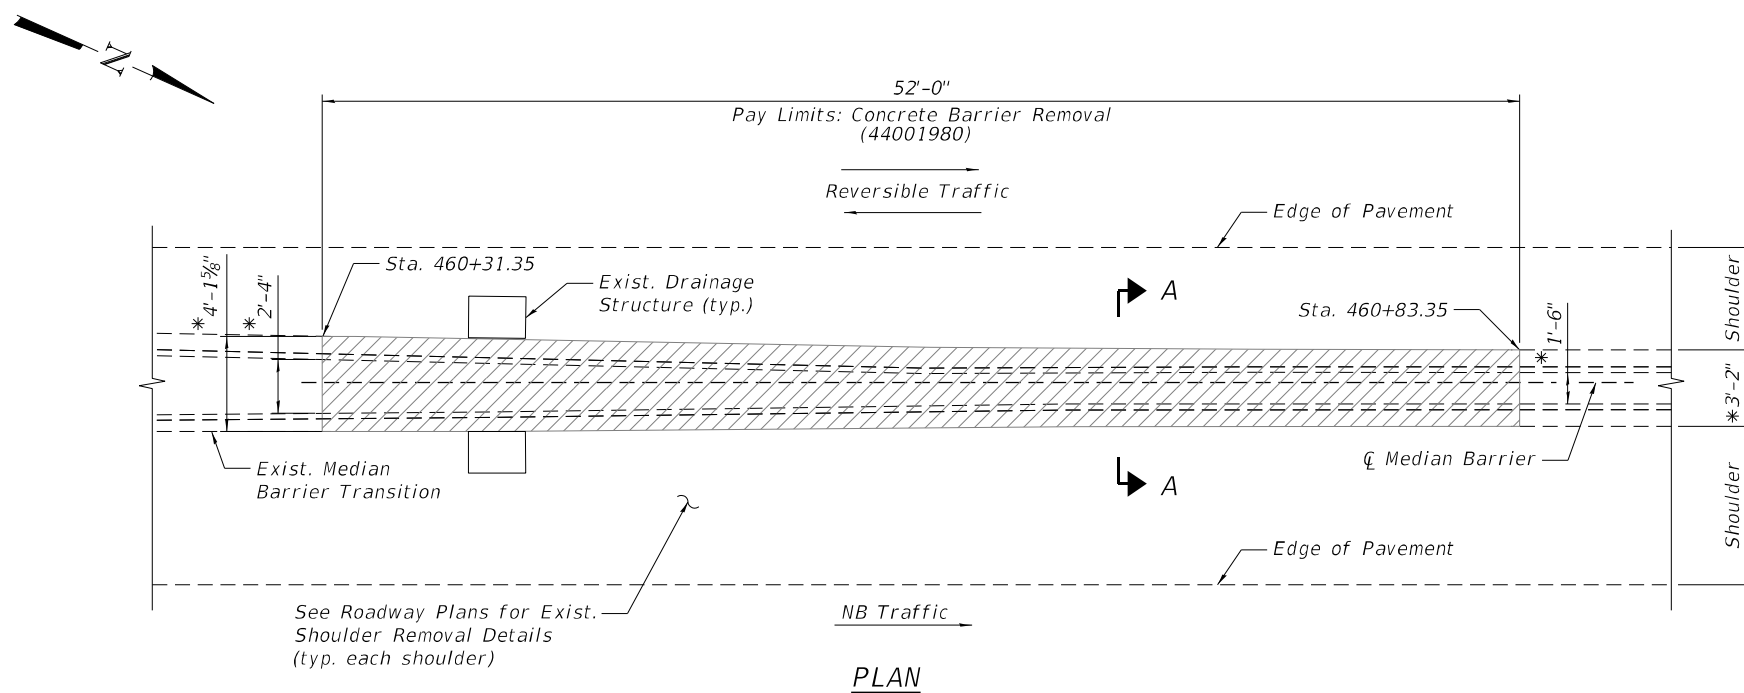 N
52'-0"
Pay Limits: Concrete Barrier Removal
(44001980)
Reversible Traffic
Edge of Pavement
Sta. 460+31.35
Exist. Drainage
Structure (typ.)
* 4'-1⅝"
* 2'-4"
A
Sta. 460+83.35
* 1'-6"
Shoulder
* 3'-2"
Shoulder
℄ Median Barrier
A
Exist. Median
Barrier Transition
Edge of Pavement
See Roadway Plans for Exist.
Shoulder Removal Details
(typ. each shoulder)
NB Traffic
PLAN